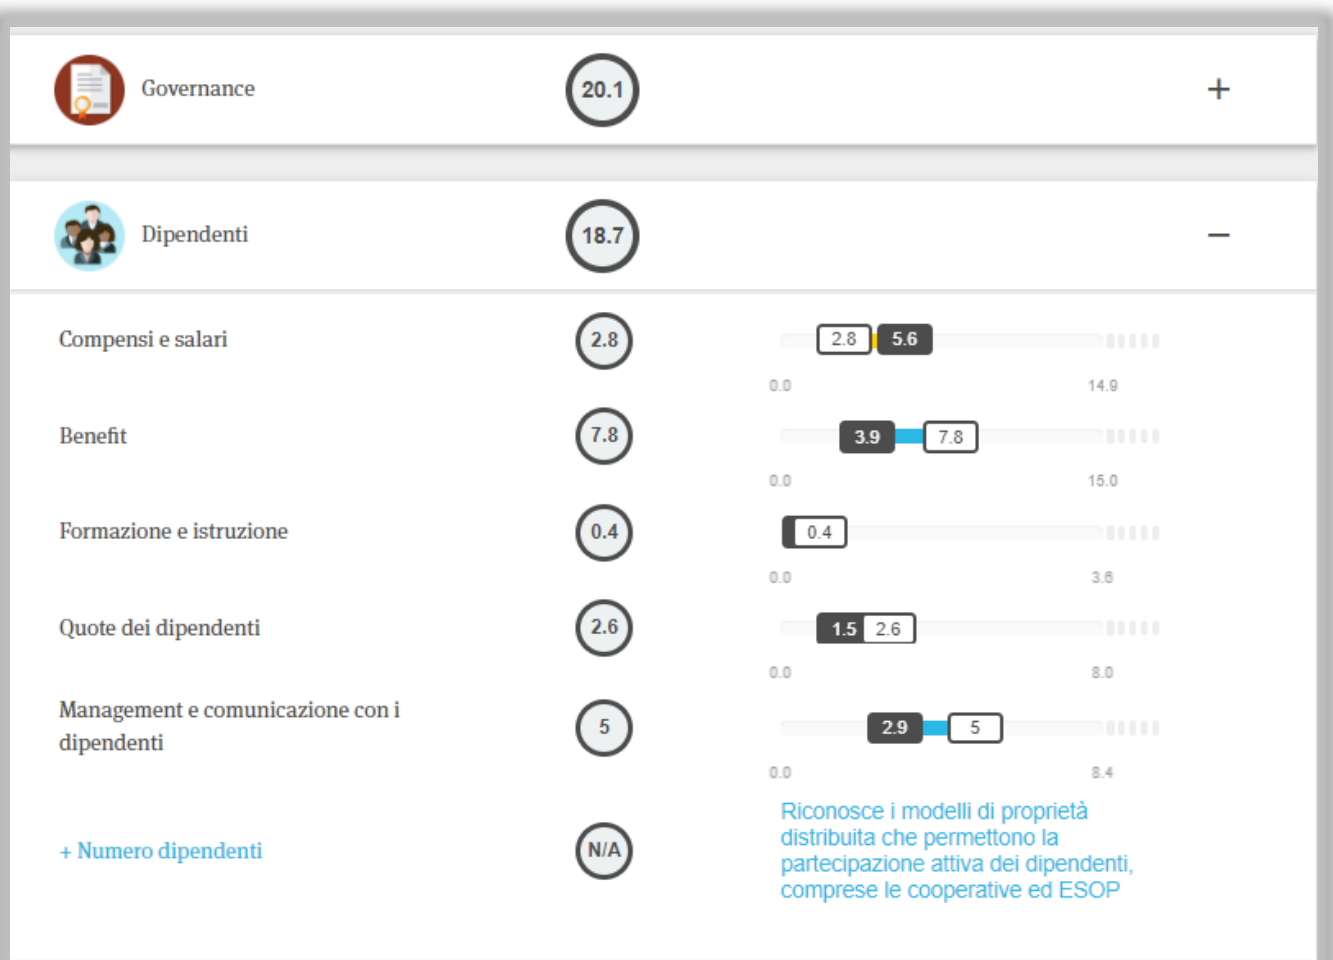 Governance 20.1 +
Dipendenti 18.7 −
Compensi e salari 2.8 2.8 5.6
0.0 14.9
Benefit 7.8 3.9 7.8
0.0 15.0
Formazione e istruzione 0.4 0.4
0.0 3.6
Quote dei dipendenti 2.6 1.5 2.6
0.0 8.0
Management e comunicazione con i
dipendenti 5 2.9 5
0.0 8.4
+ Numero dipendenti N/A
Riconosce i modelli di proprietà
distribuita che permettono la
partecipazione attiva dei dipendenti,
comprese le cooperative ed ESOP